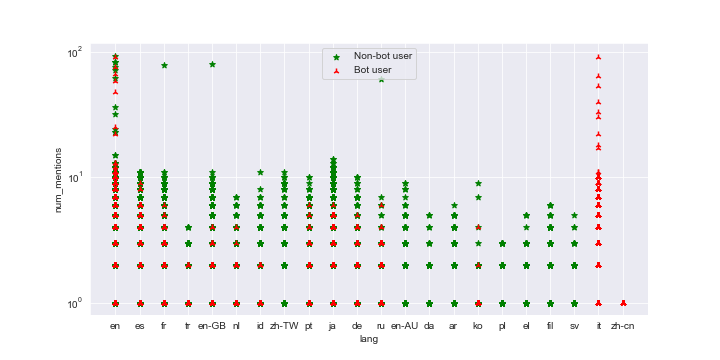 Non-bot user
Bot user
10²
10¹
10⁰
num_mentions
en es fr tr en-GB nl id zh-TW pt ja de ru en-AU da ar ko pl el fil sv it zh-cn
lang